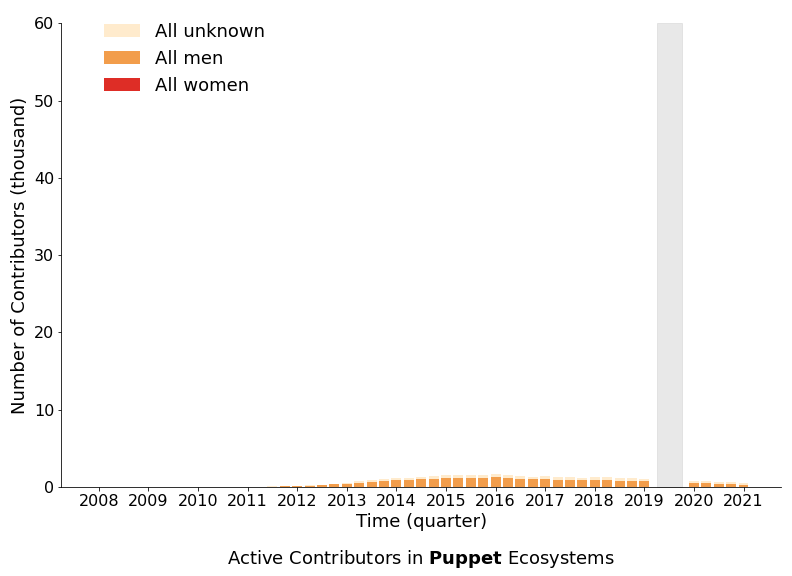 All unknown
All men
All women
Number of Contributors (thousand)
60
50
40
30
20
10
0
2008 2009 2010 2011 2012 2013 2014 2015 2016 2017 2018 2019 2020 2021
Time (quarter)
Active Contributors in Puppet Ecosystems